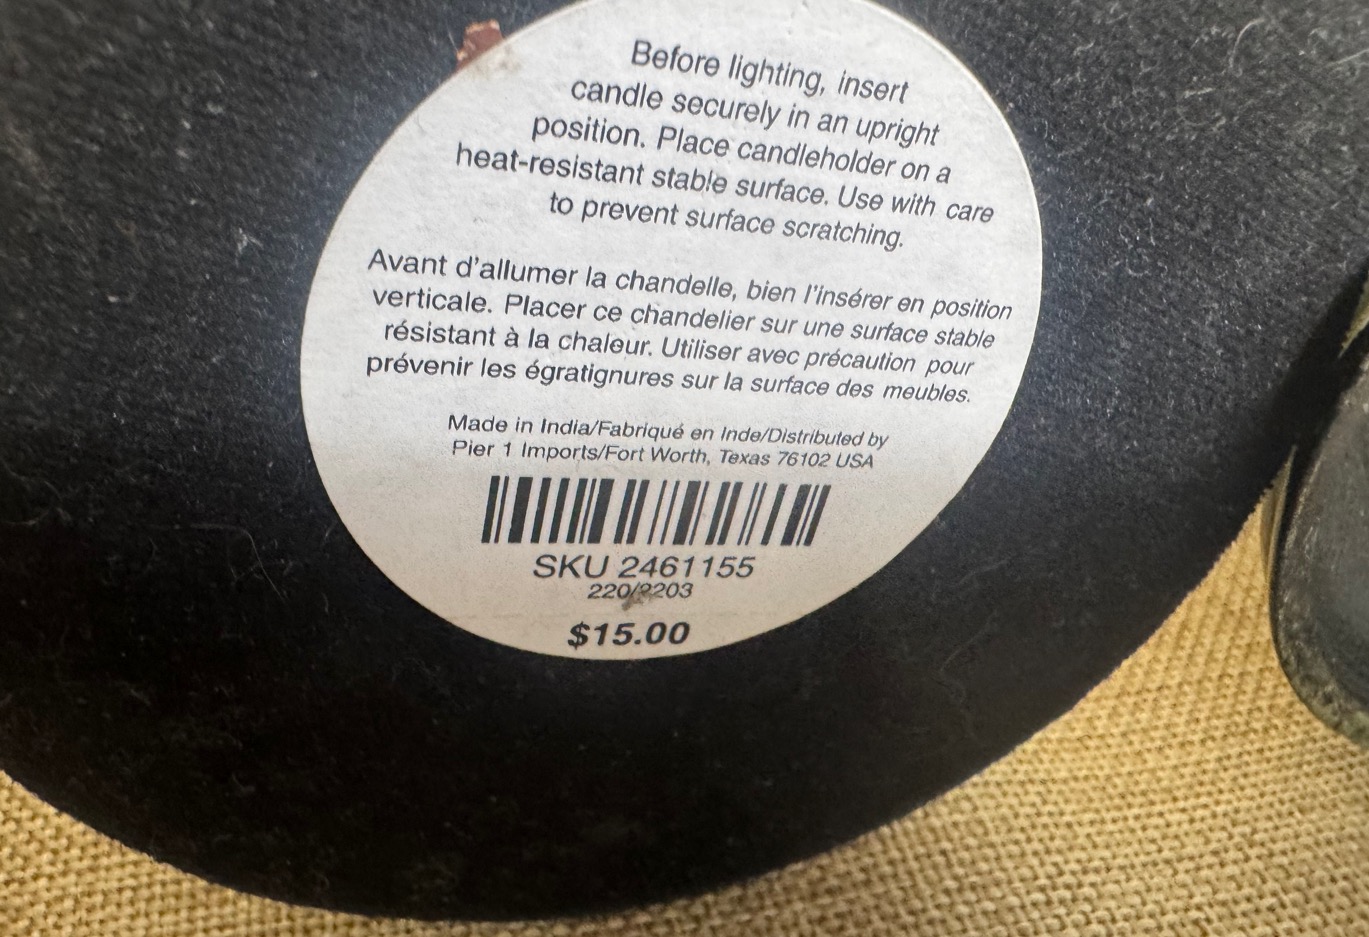 Before lighting, insert
candle securely in an upright
position. Place candleholder on a
heat-resistant stable surface. Use with care
to prevent surface scratching.
Avant d'allumer la chandelle, bien l'insérer en position
verticale. Placer ce chandelier sur une surface stable
résistant à la chaleur. Utiliser avec précaution pour
prévenir les égratignures sur la surface des meubles.
Made in India/Fabriqué en Inde/Distributed by
Pier 1 Imports/Fort Worth, Texas 76102 USA
SKU 2461155
220/2203
$15.00